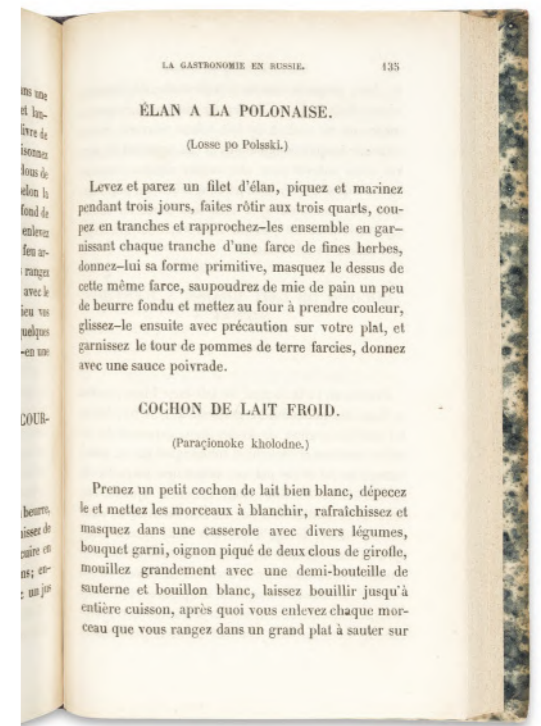 LA GASTRONOMIE EN RUSSIE. 135
ÉLAN A LA POLONAISE.
(Losse po Polsski.)
Levez et parez un filet d'élan, piquez et marinez
pendant trois jours, faites rôtir aux trois quarts, cou-
pez en tranches et rapprochez-les ensemble en gar-
nissant chaque tranche d'une farce de fines herbes,
donnez-lui sa forme primitive, masquez le dessus de
cette même farce, saupoudrez de mie de pain un peu
de beurre fondu et mettez au four à prendre couleur,
glissez-le ensuite avec précaution sur votre plat, et
garnissez le tour de pommes de terre farcies, donnez
avec une sauce poivrade.
COCHON DE LAIT FROID.
(Paraçionoke kholodne.)
Prenez un petit cochon de lait bien blanc, dépecez
le et mettez les morceaux à blanchir, rafraîchissez et
masquez dans une casserole avec divers légumes,
bouquet garni, oignon piqué de deux clous de girofle,
mouillez grandement avec une demi-bouteille de
sauterne et bouillon blanc, laissez bouillir jusqu'à
entière cuisson, après quoi vous enlevez chaque mor-
ceau que vous rangez dans un grand plat à sauter sur